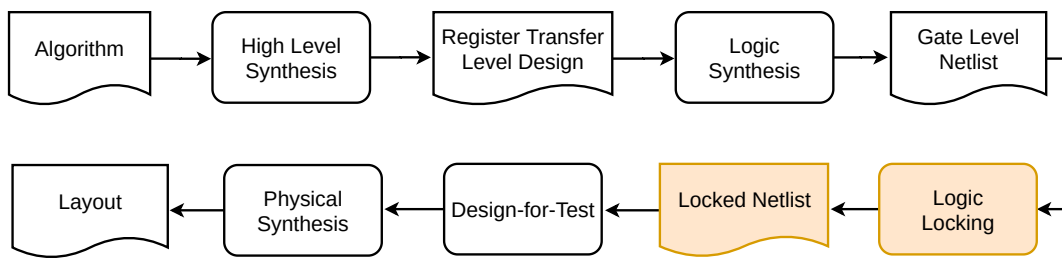 Algorithm
High Level
Synthesis
Register Transfer
Level Design
Logic
Synthesis
Gate Level
Netlist
Layout
Physical
Synthesis
Design-for-Test
Locked Netlist
Logic
Locking